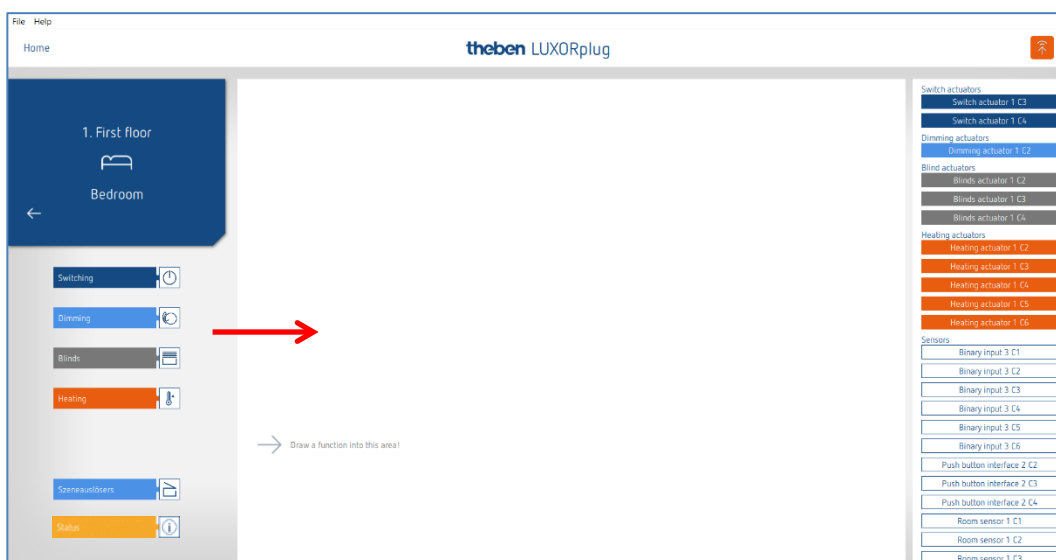 File Help
Home
theben LUXORplug
1. First floor
Bedroom
Switching
Dimming
Blinds
Heating
Szeneauslösers
Status
Draw a function into this area!
Switch actuators
Switch actuator 1 C3
Switch actuator 1 C4
Dimming actuators
Dimming actuator 1 C2
Blind actuators
Blinds actuator 1 C2
Blinds actuator 1 C3
Blinds actuator 1 C4
Heating actuators
Heating actuator 1 C2
Heating actuator 1 C3
Heating actuator 1 C4
Heating actuator 1 C5
Heating actuator 1 C6
Sensors
Binary input 3 C1
Binary input 3 C2
Binary input 3 C3
Binary input 3 C4
Binary input 3 C5
Binary input 3 C6
Push button interface 2 C2
Push button interface 2 C3
Push button interface 2 C4
Room sensor 1 C1
Room sensor 1 C2
Room sensor 1 C3